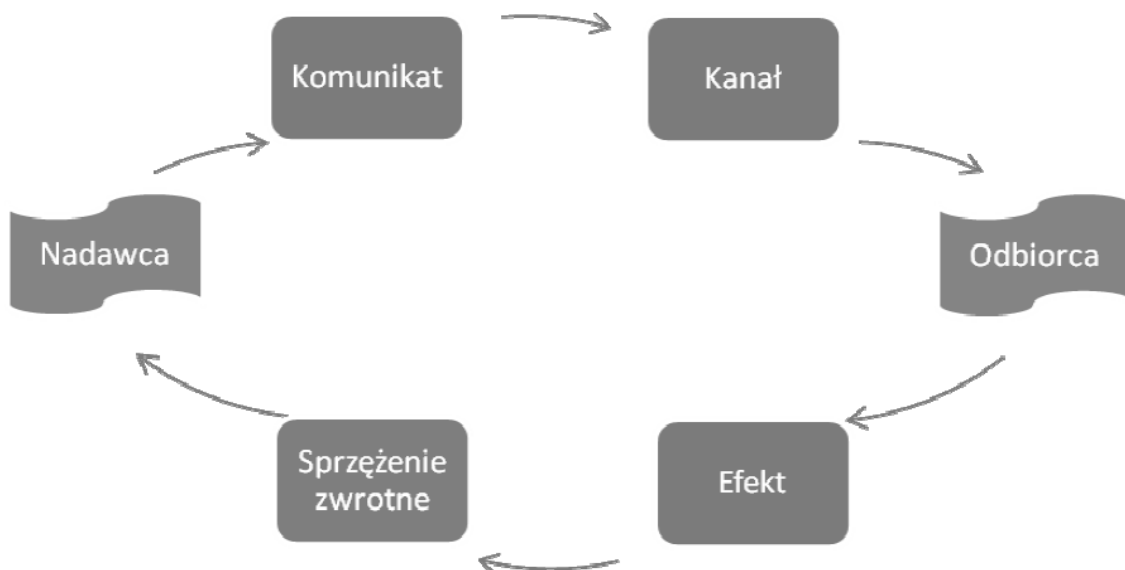 Komunikat
Kanał
Nadawca
Odbiorca
Sprzężenie
zwrotne
Efekt